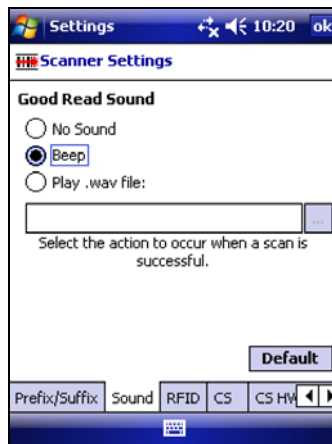 Settings 10:20 ok
Scanner Settings
Good Read Sound
No Sound
Beep
Play .wav file:
...
Select the action to occur when a scan is
successful.
Default
Prefix/Suffix Sound RFID CS CS HW